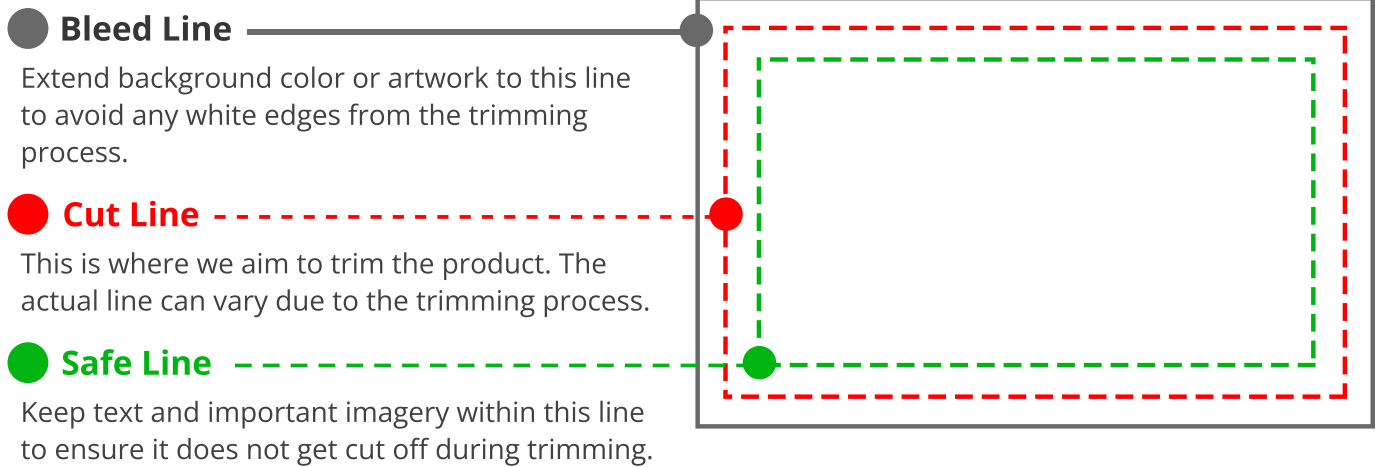 Bleed Line
Extend background color or artwork to this line
to avoid any white edges from the trimming
process.
Cut Line
This is where we aim to trim the product. The
actual line can vary due to the trimming process.
Safe Line
Keep text and important imagery within this line
to ensure it does not get cut off during trimming.